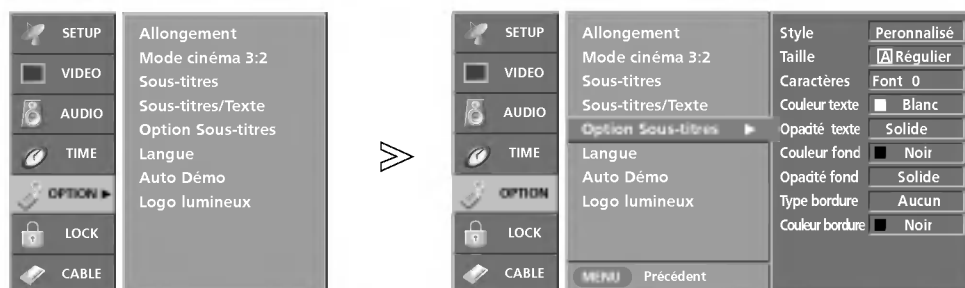 SETUP
VIDEO
AUDIO
TIME
OPTION
LOCK
CABLE
Allongement
Mode cinéma 3:2
Sous-titres
Sous-titres/Texte
Option Sous-titres
Langue
Auto Démo
Logo lumineux
SETUP
VIDEO
AUDIO
TIME
OPTION
LOCK
CABLE
Allongement
Mode cinéma 3:2
Sous-titres
Sous-titres/Texte
Option Sous-titres
Langue
Auto Démo
Logo lumineux
MENU Précédent
Style Peronnalisé
Taille A Régulier
Caractères Font 0
Couleur texte Blanc
Opacité texte Solide
Couleur fond Noir
Opacité fond Solide
Type bordure Aucun
Couleur bordure Noir